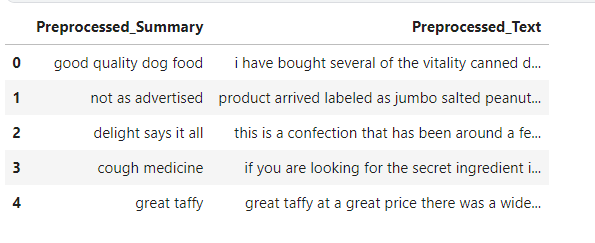 Preprocessed_Summary Preprocessed_Text
0 good quality dog food i have bought several of the vitality canned d...
1 not as advertised product arrived labeled as jumbo salted peanut...
2 delight says it all this is a confection that has been around a fe...
3 cough medicine if you are looking for the secret ingredient i...
4 great taffy great taffy at a great price there was a wide...